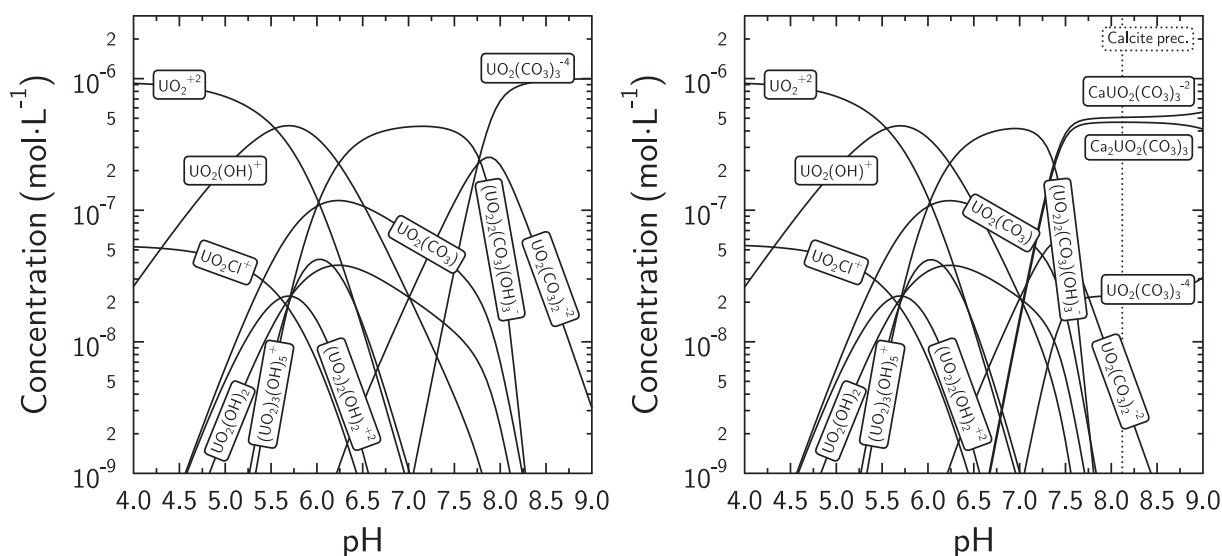 Concentration (mol·L⁻¹)
2
10⁻⁶
5
2
10⁻⁷
5
2
10⁻⁸
5
2
10⁻⁹
UO₂⁺²
UO₂(OH)⁺
UO₂Cl⁺
UO₂(OH)₂
(UO₂)₃(OH)₅⁺
(UO₂)₂(OH)₂⁺²
UO₂(CO₃)
(UO₂)₂(CO₃)(OH)₃⁻
UO₂(CO₃)₂⁻²
UO₂(CO₃)₃⁻⁴
4.0 4.5 5.0 5.5 6.0 6.5 7.0 7.5 8.0 8.5 9.0
pH
Concentration (mol·L⁻¹)
2
10⁻⁶
5
2
10⁻⁷
5
2
10⁻⁸
5
2
10⁻⁹
Calcite prec.
UO₂⁺²
CaUO₂(CO₃)₃⁻²
Ca₂UO₂(CO₃)₃
UO₂(OH)⁺
UO₂Cl⁺
UO₂(CO₃)
(UO₂)₂(CO₃)(OH)₃⁻
UO₂(CO₃)₃⁻⁴
UO₂(OH)₂
(UO₂)₃(OH)₅⁺
(UO₂)₂(OH)₂⁺²
UO₂(CO₃)₂⁻²
4.0 4.5 5.0 5.5 6.0 6.5 7.0 7.5 8.0 8.5 9.0
pH